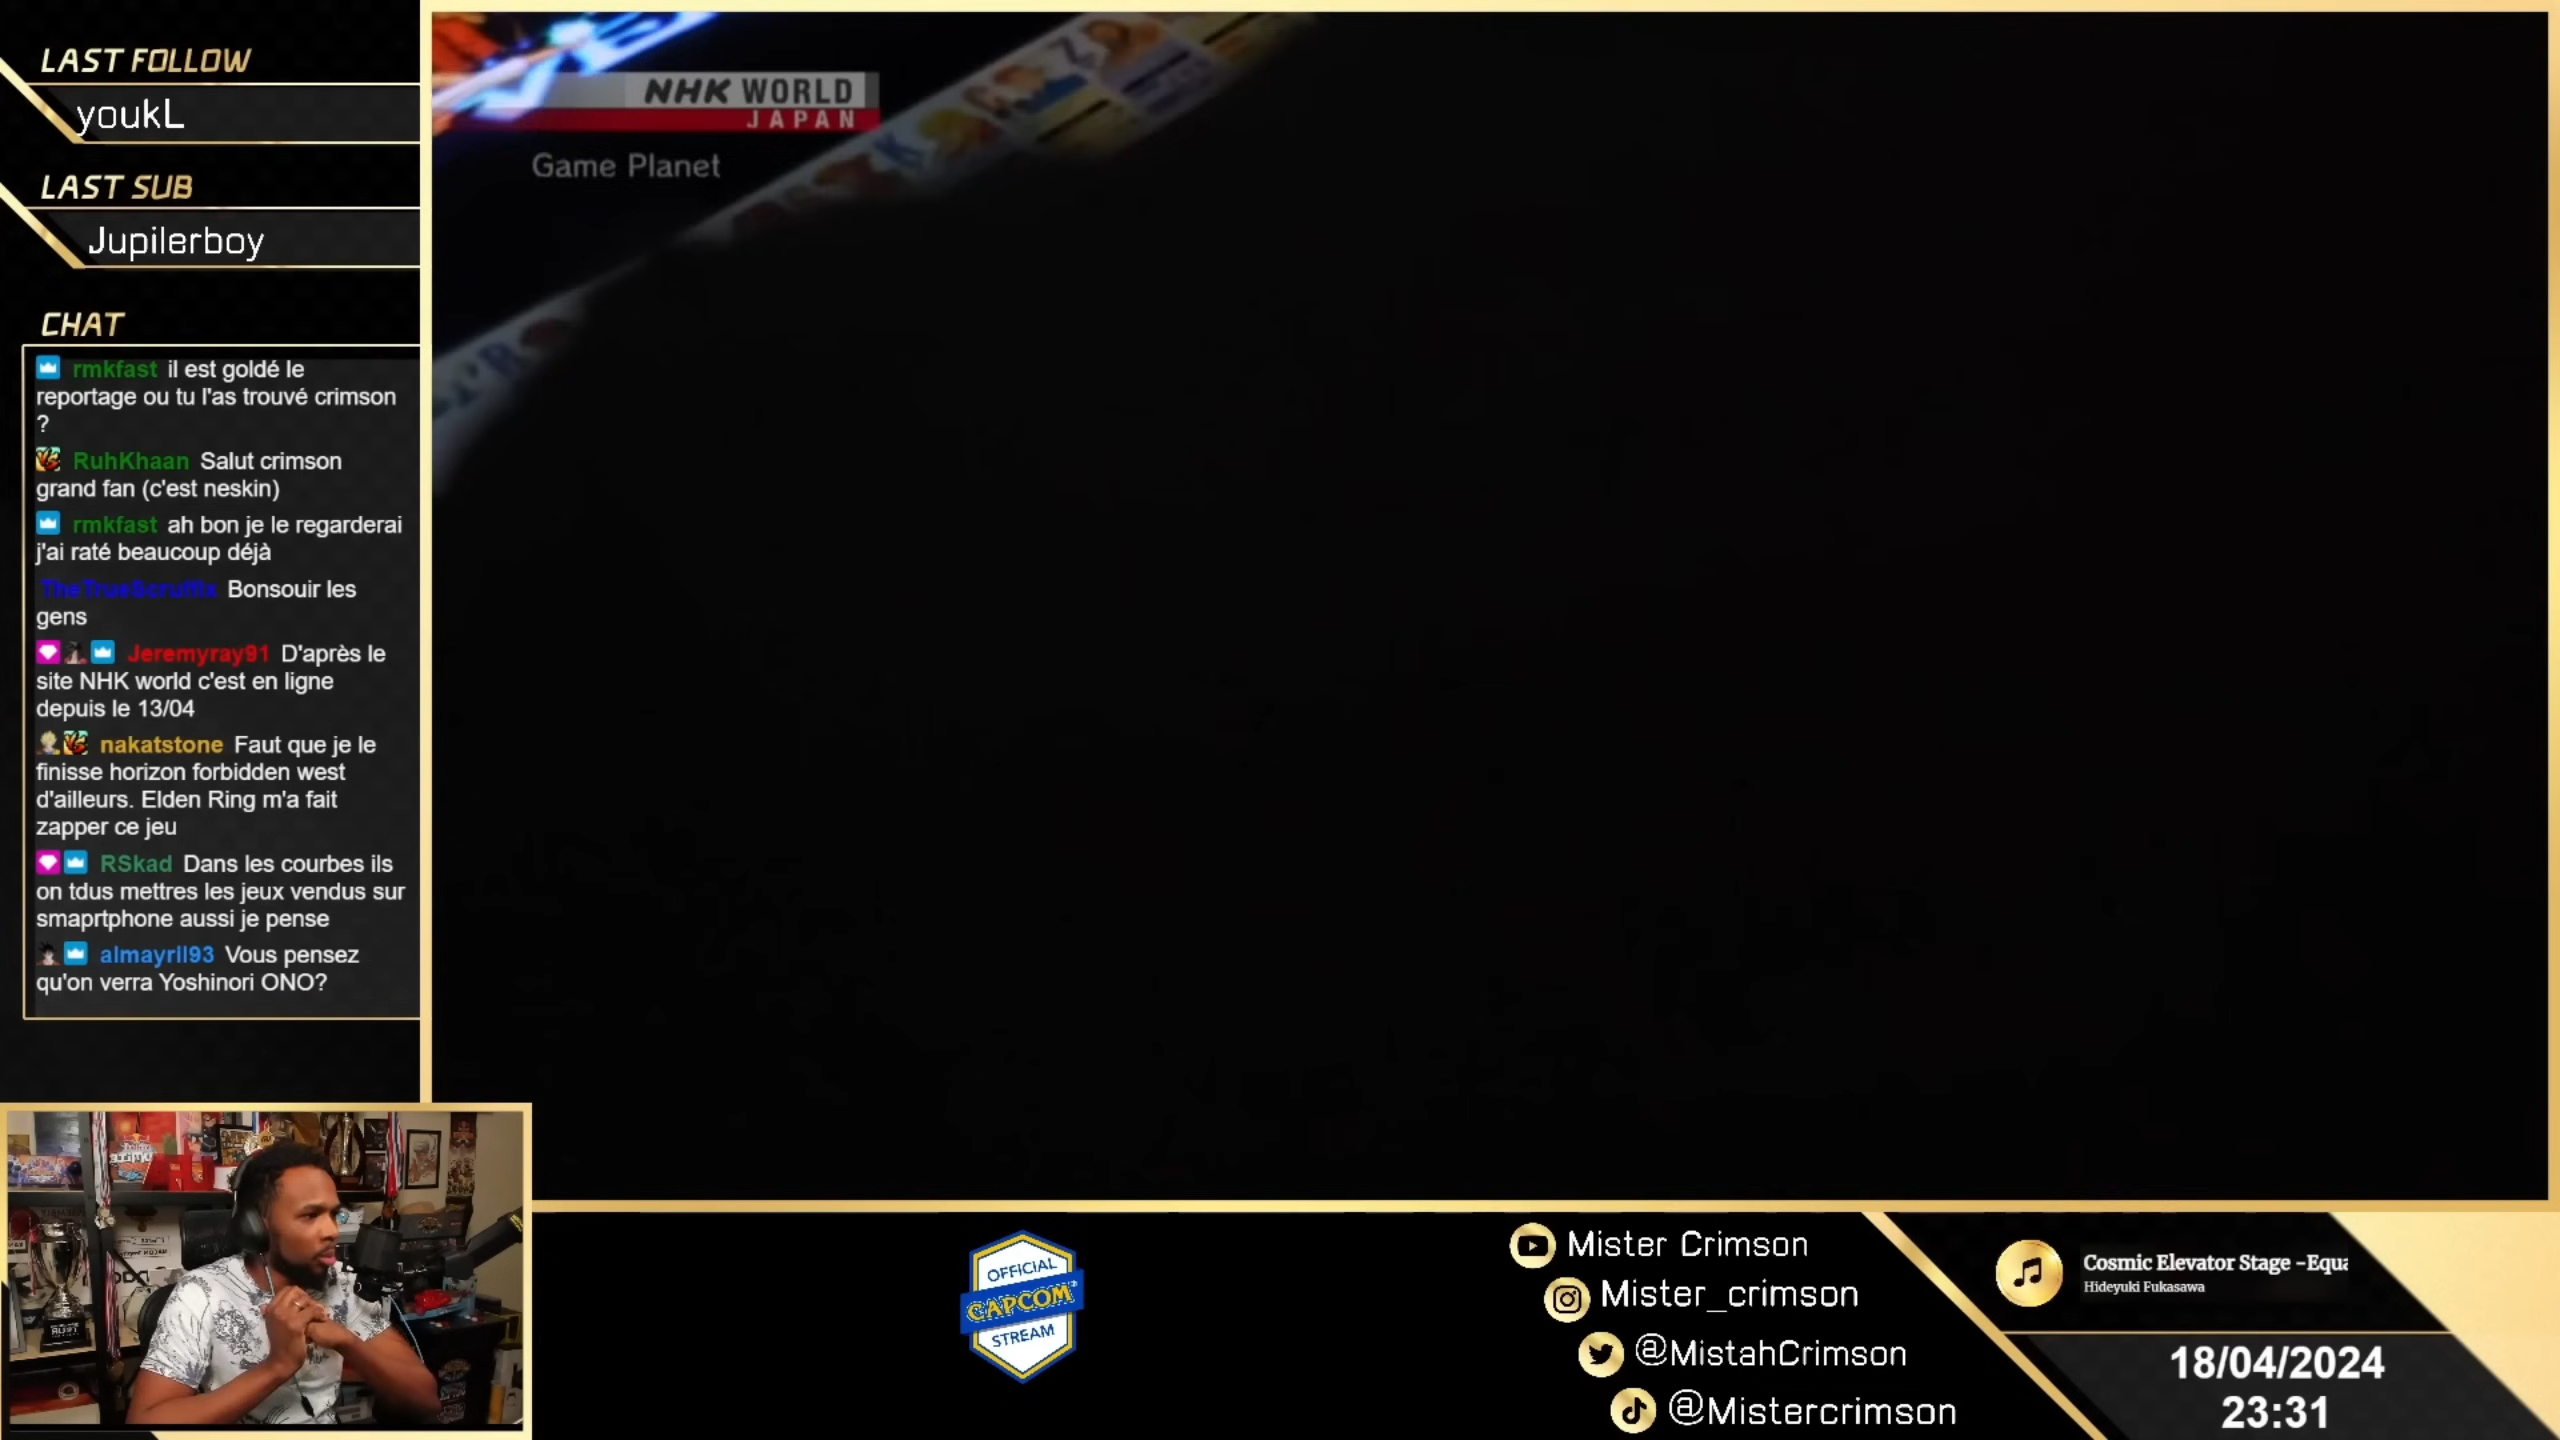 LAST FOLLOW
youkL
LAST SUB
Jupilerboy
CHAT
rmkfast il est goldé le
reportage ou tu l'as trouvé crimson
?
RuhKhaan Salut crimson
grand fan (c'est neskin)
rmkfast ah bon je le regarderai
j'ai raté beaucoup déjà
TheTrueScruffix Bonsouir les
gens
Jeremyray91 D'après le
site NHK world c'est en ligne
depuis le 13/04
nakatstone Faut que je le
finisse horizon forbidden west
d'ailleurs. Elden Ring m'a fait
zapper ce jeu
RSkad Dans les courbes ils
on tdus mettres les jeux vendus sur
smaprtphone aussi je pense
almayrll93 Vous pensez
qu'on verra Yoshinori ONO?
NHK WORLD
JAPAN
Game Planet
OFFICIAL
CAPCOM
STREAM
Mister Crimson
Mister_crimson
@MistahCrimson
@Mistercrimson
Cosmic Elevator Stage -Equa
Hideyuki Fukasawa
18/04/2024
23:31